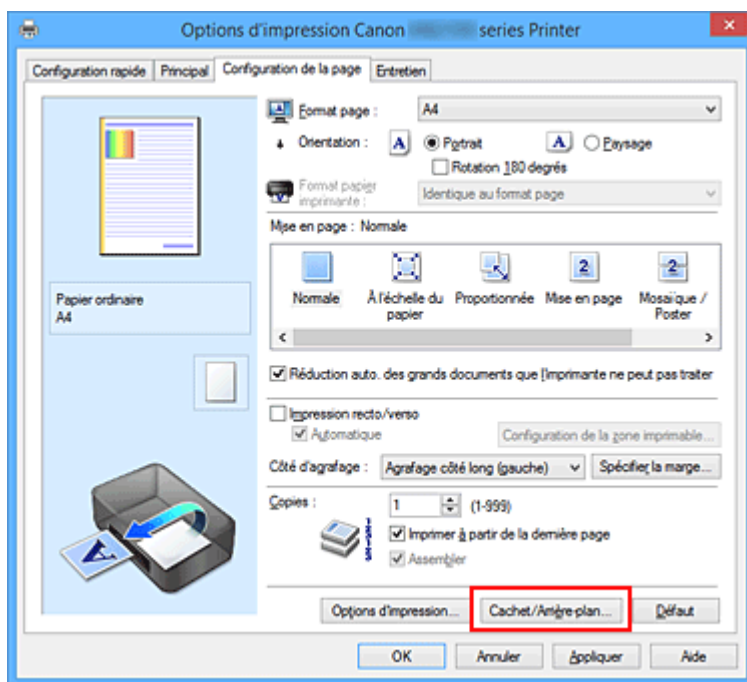 Options d'impression Canon series Printer
Configuration rapide Principal Configuration de la page Entretien
Format page : A4
Orientation : A Portrait A Paysage
Rotation 180 degrés
Format papier imprimante : Identique au format page
Mise en page : Normale
2 2
Normale À l'échelle du papier Proportionnée Mise en page Mosaïque / Poster
Papier ordinaire
A4
Réduction auto. des grands documents que l'imprimante ne peut pas traiter
Impression recto/verso
Automatique Configuration de la zone imprimable...
Côté d'agrafage : Agrafage côté long (gauche) Spécifier la marge...
Copies : 1 (1-999)
Imprimer à partir de la dernière page
Assembler
A
Options d'impression... Cachet/Arrière-plan... Défaut
OK Annuler Appliquer Aide